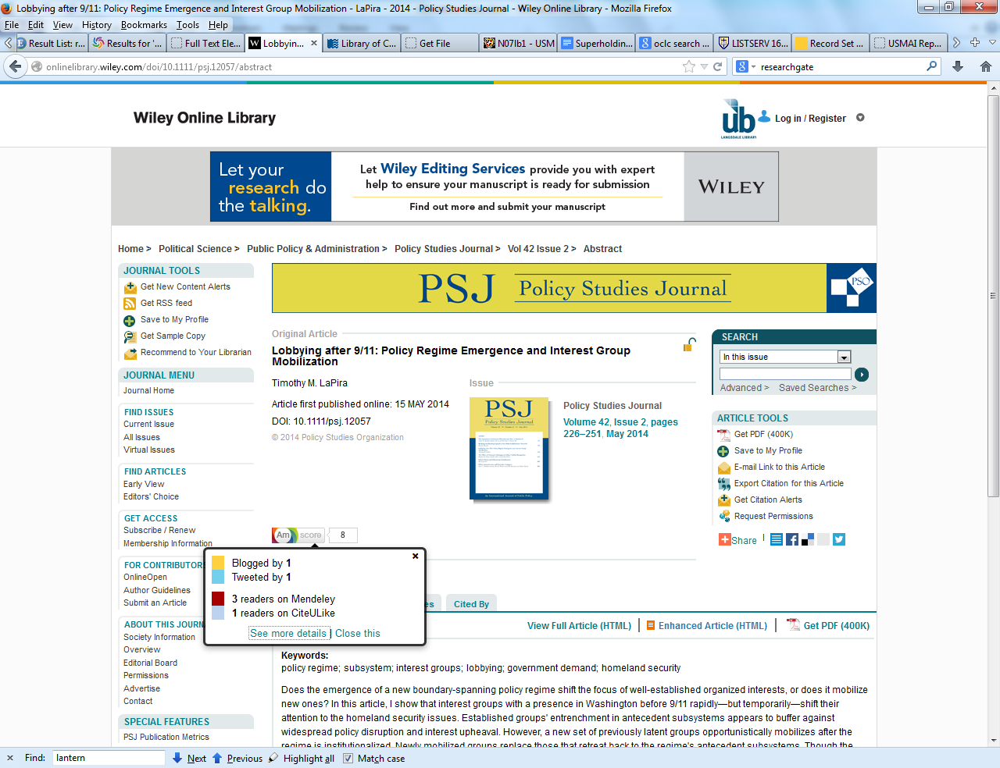 Lobbying after 9/11: Policy Regime Emergence and Interest Group Mobilization - LaPira - 2014 - Policy Studies Journal - Wiley Online Library - Mozilla Firefox
File Edit View History Bookmarks Tools Help
Result List: r... Results for '... Full Text Ele... Lobbyin... Library of C... Get File N07lb1 - USM Superholdin... oclc search ... LISTSERV 16... Record Set ... USMAI Rep...
onlinelibrary.wiley.com/doi/10.1111/psj.12057/abstract
researchgate
Wiley Online Library
ub
LANGSDALE LIBRARY
Log in / Register
Let your research do the talking.
Let Wiley Editing Services provide you with expert
help to ensure your manuscript is ready for submission
Find out more and submit your manuscript
WILEY
Home > Political Science > Public Policy & Administration > Policy Studies Journal > Vol 42 Issue 2 > Abstract
JOURNAL TOOLS
Get New Content Alerts
Get RSS feed
Save to My Profile
Get Sample Copy
Recommend to Your Librarian
JOURNAL MENU
Journal Home
FIND ISSUES
Current Issue
All Issues
Virtual Issues
FIND ARTICLES
Early View
Editors' Choice
GET ACCESS
Subscribe / Renew
Membership Information
FOR CONTRIBUTOR
OnlineOpen
Author Guidelines
Submit an Article
ABOUT THIS JOURN
Society Information
Overview
Editorial Board
Permissions
Advertise
Contact
SPECIAL FEATURES
PSJ Publication Metrics
PSJ Policy Studies Journal
PSO
Original Article
Lobbying after 9/11: Policy Regime Emergence and Interest Group
Mobilization
Timothy M. LaPira
Article first published online: 15 MAY 2014
DOI: 10.1111/psj.12057
© 2014 Policy Studies Organization
Issue
PSJ
Policy Studies Journal
Policy Studies Journal
Volume 42, Issue 2, pages
226–251, May 2014
Am score 8
Blogged by 1
Tweeted by 1
3 readers on Mendeley
1 readers on CiteULike
See more details | Close this
es
Cited By
View Full Article (HTML) Enhanced Article (HTML) Get PDF (400K)
Keywords:
policy regime; subsystem; interest groups; lobbying; government demand; homeland security
Does the emergence of a new boundary-spanning policy regime shift the focus of well-established organized interests, or does it mobilize
new ones? In this article, I show that interest groups with a presence in Washington before 9/11 rapidly—but temporarily—shift their
attention to the homeland security issues. Established groups' entrenchment in antecedent subsystems appears to buffer against
widespread policy disruption and interest upheaval. However, a new set of previously latent groups opportunistically mobilizes after the
regime is institutionalized. Newly mobilized groups replace those that retreat back to the regime's antecedent subsystems. Though the
SEARCH
In this issue
Advanced > Saved Searches >
ARTICLE TOOLS
Get PDF (400K)
Save to My Profile
E-mail Link to this Article
Export Citation for this Article
Get Citation Alerts
Request Permissions
Share
Find: lantern Next Previous Highlight all Match case